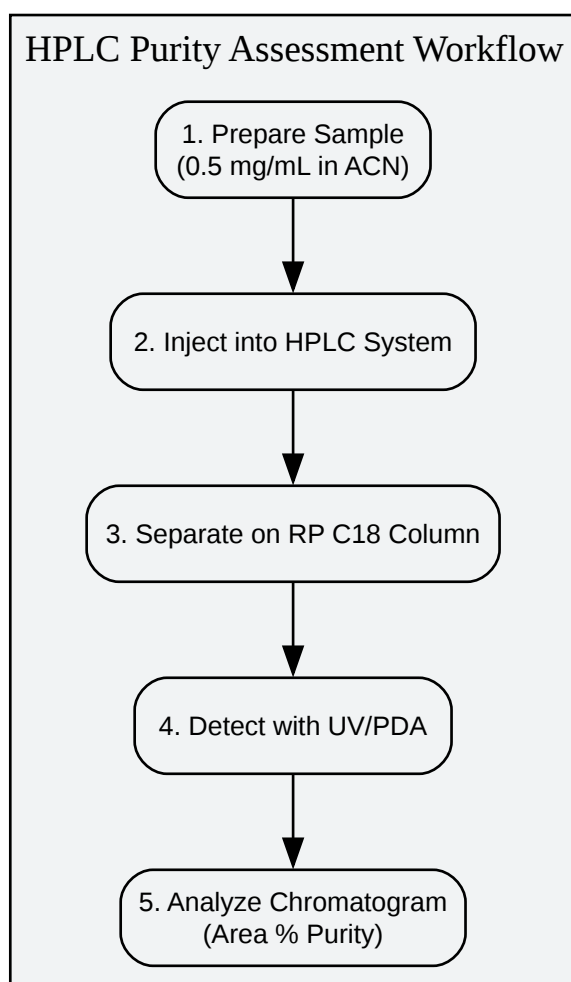 HPLC Purity Assessment Workflow
1. Prepare Sample
(0.5 mg/mL in ACN)
2. Inject into HPLC System
3. Separate on RP C18 Column
4. Detect with UV/PDA
5. Analyze Chromatogram
(Area % Purity)